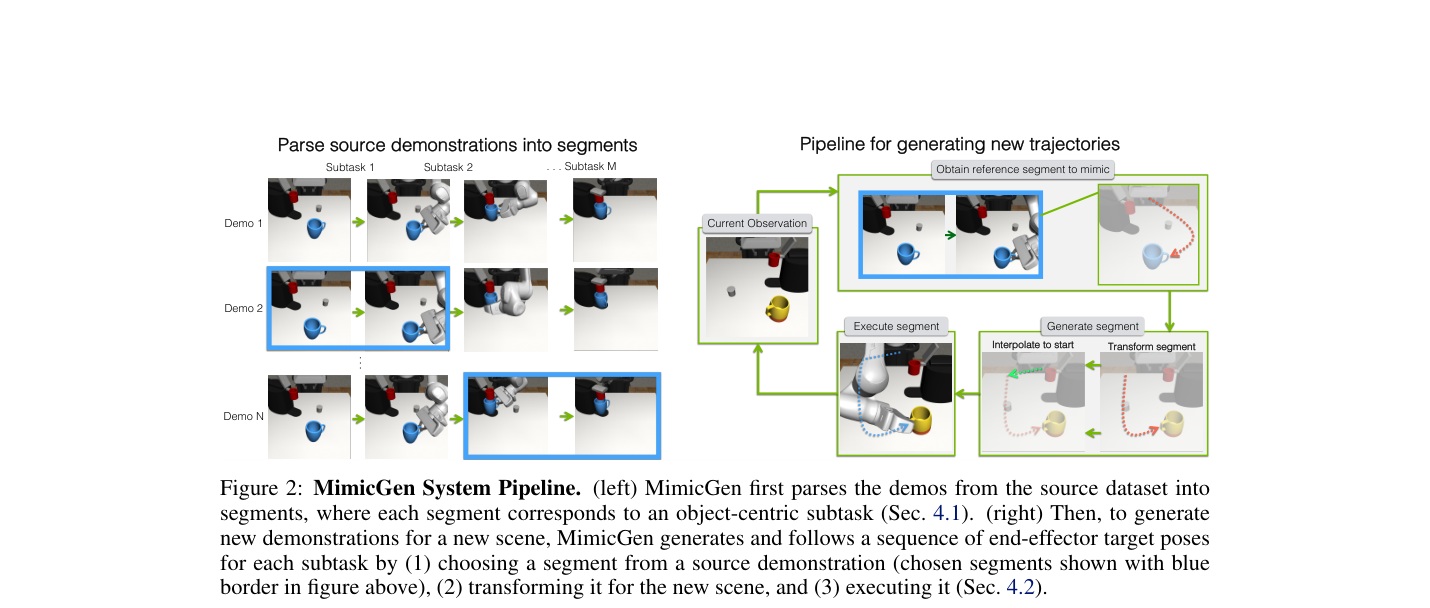 Parse source demonstrations into segments
Subtask 1
Subtask 2
. . . Subtask M
Demo 1
Demo 2
Demo N
Pipeline for generating new trajectories
Obtain reference segment to mimic
Current Observation
Execute segment
Generate segment
Interpolate to start
Transform segment
Figure 2: MimicGen System Pipeline. (left) MimicGen first parses the demos from the source dataset into
segments, where each segment corresponds to an object-centric subtask (Sec. 4.1). (right) Then, to generate
new demonstrations for a new scene, MimicGen generates and follows a sequence of end-effector target poses
for each subtask by (1) choosing a segment from a source demonstration (chosen segments shown with blue
border in figure above), (2) transforming it for the new scene, and (3) executing it (Sec. 4.2).